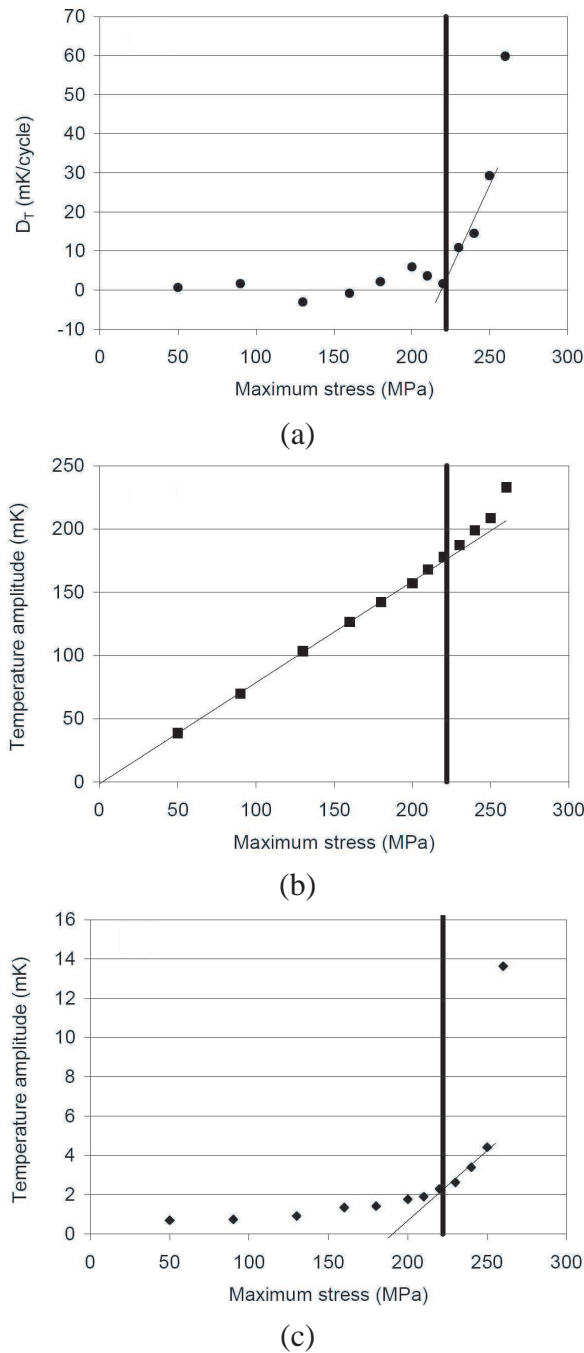 70
60
50
40
30
20
10
0
-10
D_T (mK/cycle)
0 50 100 150 200 250 300
Maximum stress (MPa)
(a)
250
200
150
100
50
0
Temperature amplitude (mK)
0 50 100 150 200 250 300
Maximum stress (MPa)
(b)
16
14
12
10
8
6
4
2
0
Temperature amplitude (mK)
0 50 100 150 200 250 300
Maximum stress (MPa)
(c)